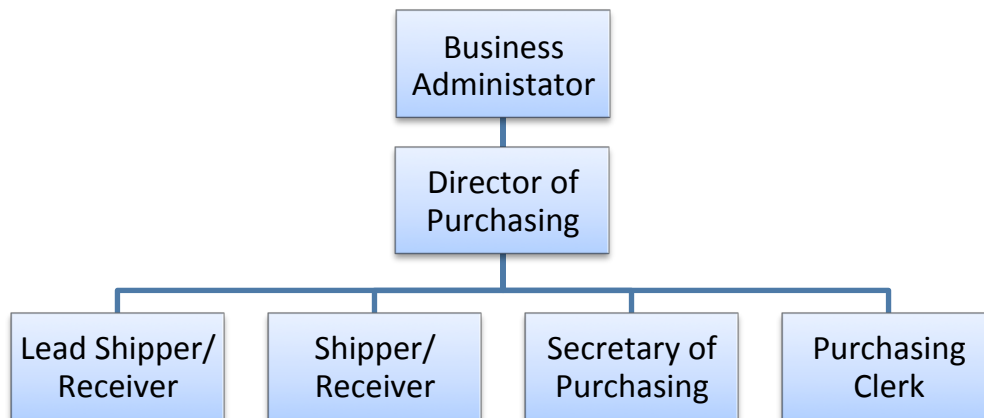 Business
Administator
Director of
Purchasing
Lead Shipper/
Receiver
Shipper/
Receiver
Secretary of
Purchasing
Purchasing
Clerk